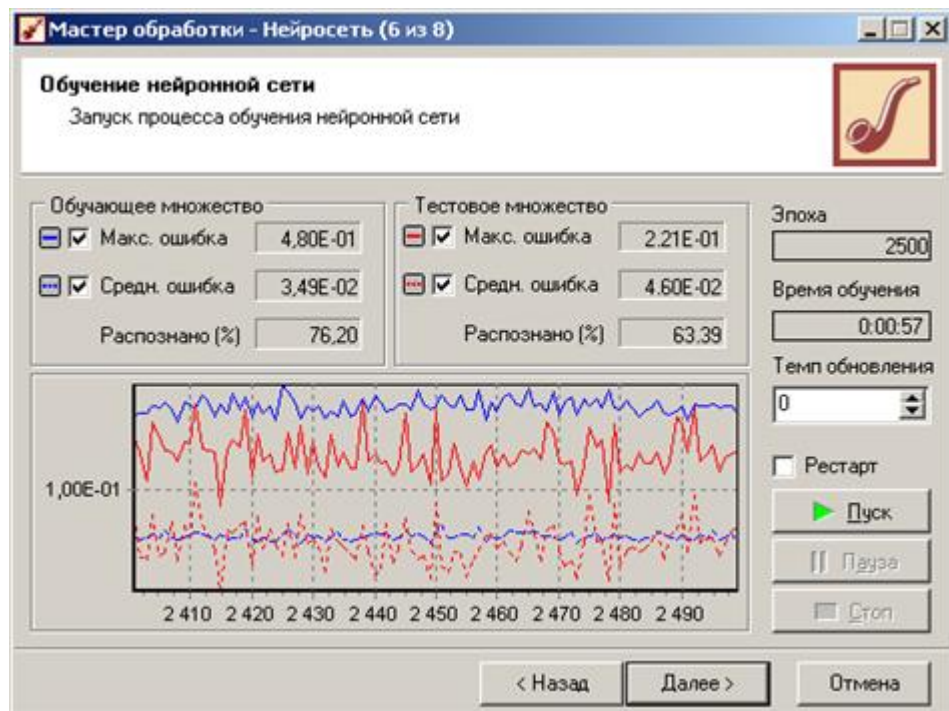 Мастер обработки - Нейросеть (6 из 8)
Обучение нейронной сети
Запуск процесса обучения нейронной сети
Обучающее множество
Макс. ошибка 4,80E-01
Средн. ошибка 3,49E-02
Распознано (%) 76,20
Тестовое множество
Макс. ошибка 2.21E-01
Средн. ошибка 4.60E-02
Распознано (%) 63.39
Эпоха
2500
Время обучения
0:00:57
Темп обновления
0
Рестарт
Пуск
Пауза
Стоп
1,00E-01
2 410 2 420 2 430 2 440 2 450 2 460 2 470 2 480 2 490
< Назад
Далее >
Отмена